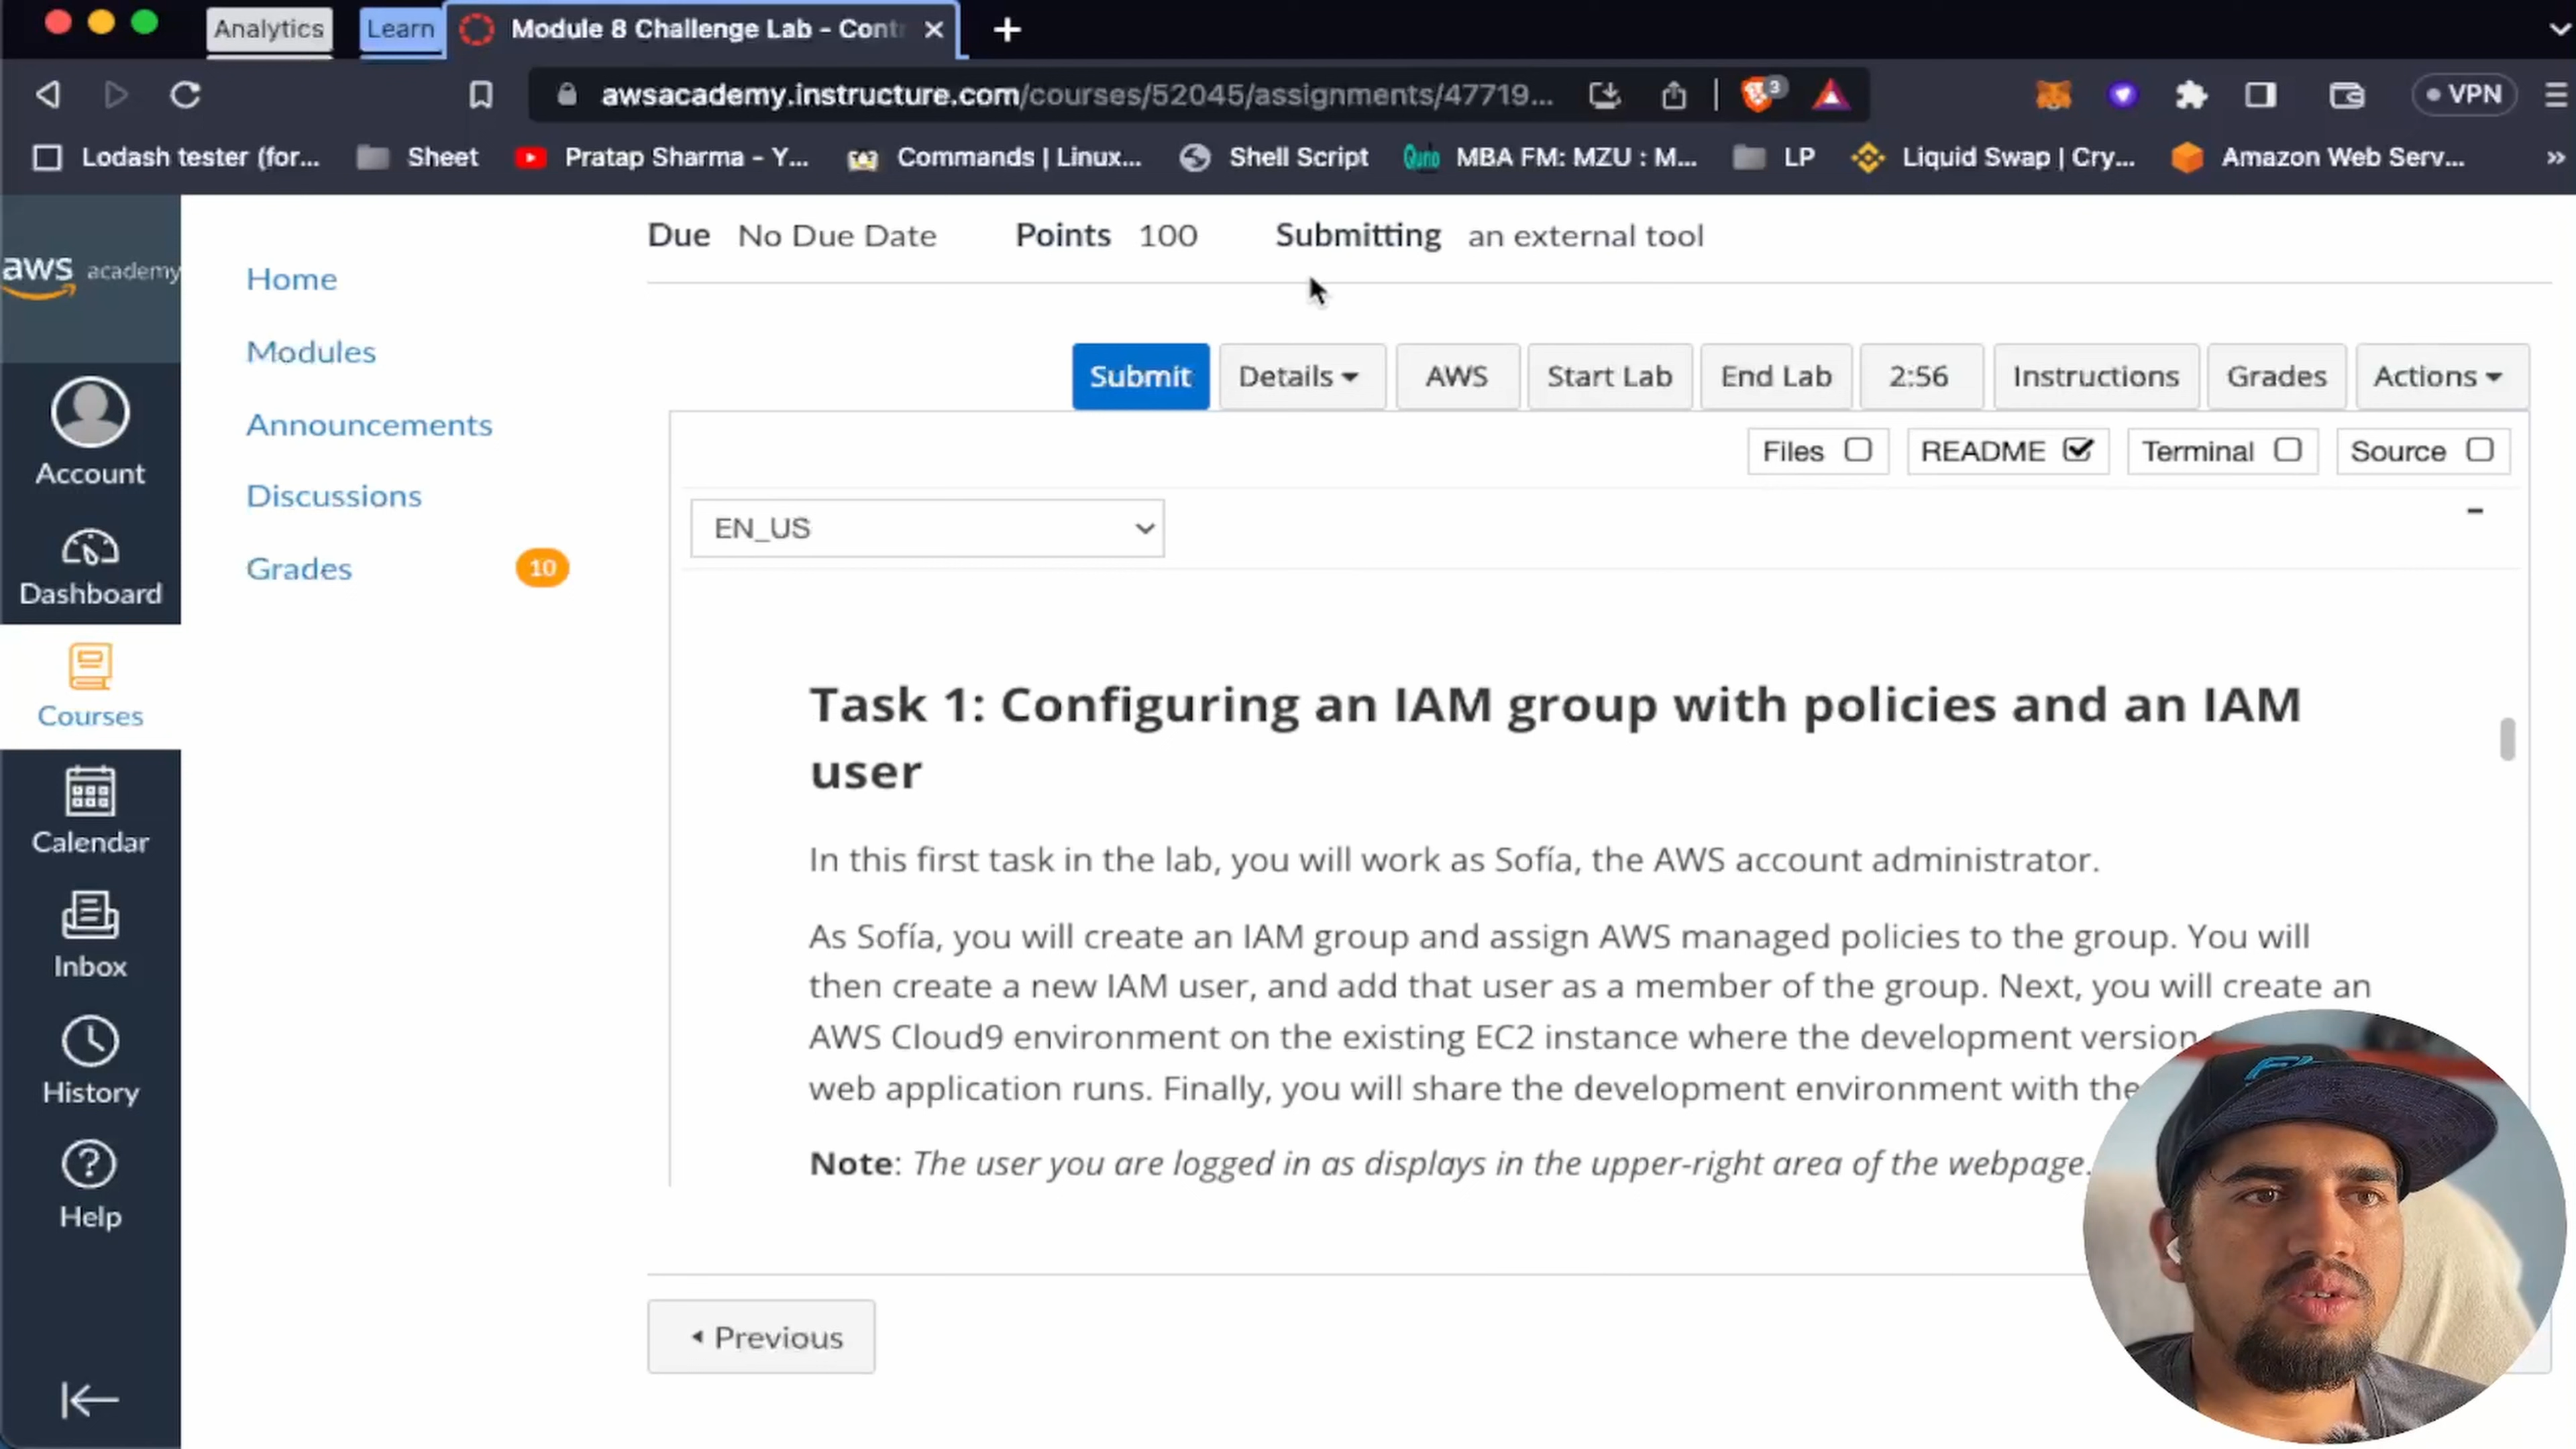 Analytics
Learn
Module 8 Challenge Lab - Cont
awsacademy.instructure.com/courses/52045/assignments/47719...
3
VPN
Lodash tester (for...
Sheet
Pratap Sharma - Y...
Commands | Linux...
Shell Script
MBA FM: MZU : M...
LP
Liquid Swap | Cry...
Amazon Web Serv...
aws academy
Account
Dashboard
Courses
Calendar
Inbox
History
Help
Home
Modules
Announcements
Discussions
Grades 10
Due No Due Date Points 100 Submitting an external tool
Submit Details AWS Start Lab End Lab 2:56 Instructions Grades Actions
Files README Terminal Source
EN_US
Task 1: Configuring an IAM group with policies and an IAM
user
In this first task in the lab, you will work as Sofía, the AWS account administrator.
As Sofía, you will create an IAM group and assign AWS managed policies to the group. You will
then create a new IAM user, and add that user as a member of the group. Next, you will create an
AWS Cloud9 environment on the existing EC2 instance where the development version
web application runs. Finally, you will share the development environment with the
Note: The user you are logged in as displays in the upper-right area of the webpage.
Previous